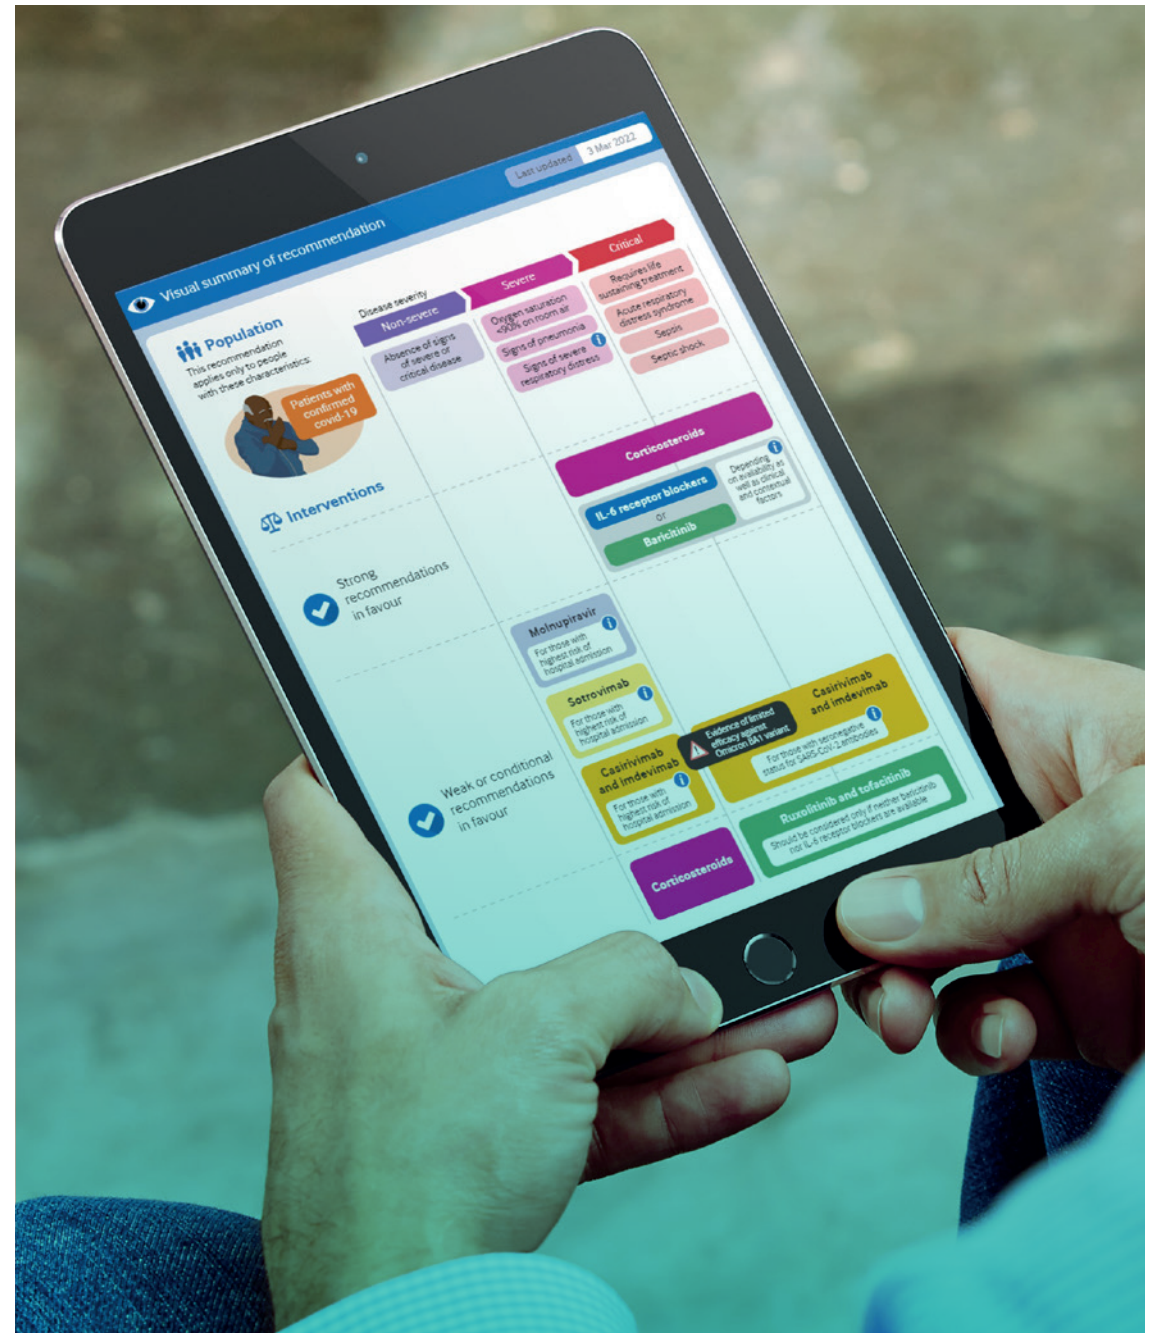 Visual summary of recommendation
Last updated 3 Mar 2022
Population
This recommendation
applies only to people
with these characteristics:
Patients with
confirmed
covid-19
Disease severity
Non-severe
Severe
Critical
Absence of signs
of severe or
critical disease
Oxygen saturation
<90% on room air
Signs of pneumonia
Signs of severe
respiratory distress
Requires life
sustaining treatment
Acute respiratory
distress syndrome
Sepsis
Septic shock
Interventions
Strong
recommendations
in favour
Corticosteroids
IL-6 receptor blockers
or
Baricitinib
Depending
on availability as
well as clinical
and contextual
factors
Weak or conditional
recommendations
in favour
Molnupiravir
For those with
highest risk of
hospital admission
Sotrovimab
For those with
highest risk of
hospital admission
Casirivimab
and imdevimab
For those with
highest risk of
hospital admission
Evidence of limited
efficacy against
Omicron BA1 variant
Casirivimab
and imdevimab
For those with seronegative
status for SARS-CoV-2 antibodies
Corticosteroids
Ruxolitinib and tofacitinib
Should be considered only if neither baricitinib
nor IL-6 receptor blockers are available